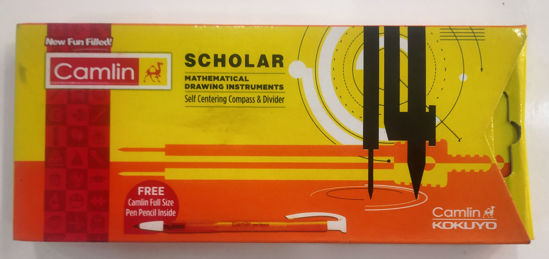 New Fun Filled!
Camlin
SCHOLAR
MATHEMATICAL
DRAWING INSTRUMENTS
Self Centering Compass & Divider
FREE
Camlin Full Size
Pen Pencil Inside
Camlin
KOKUYO